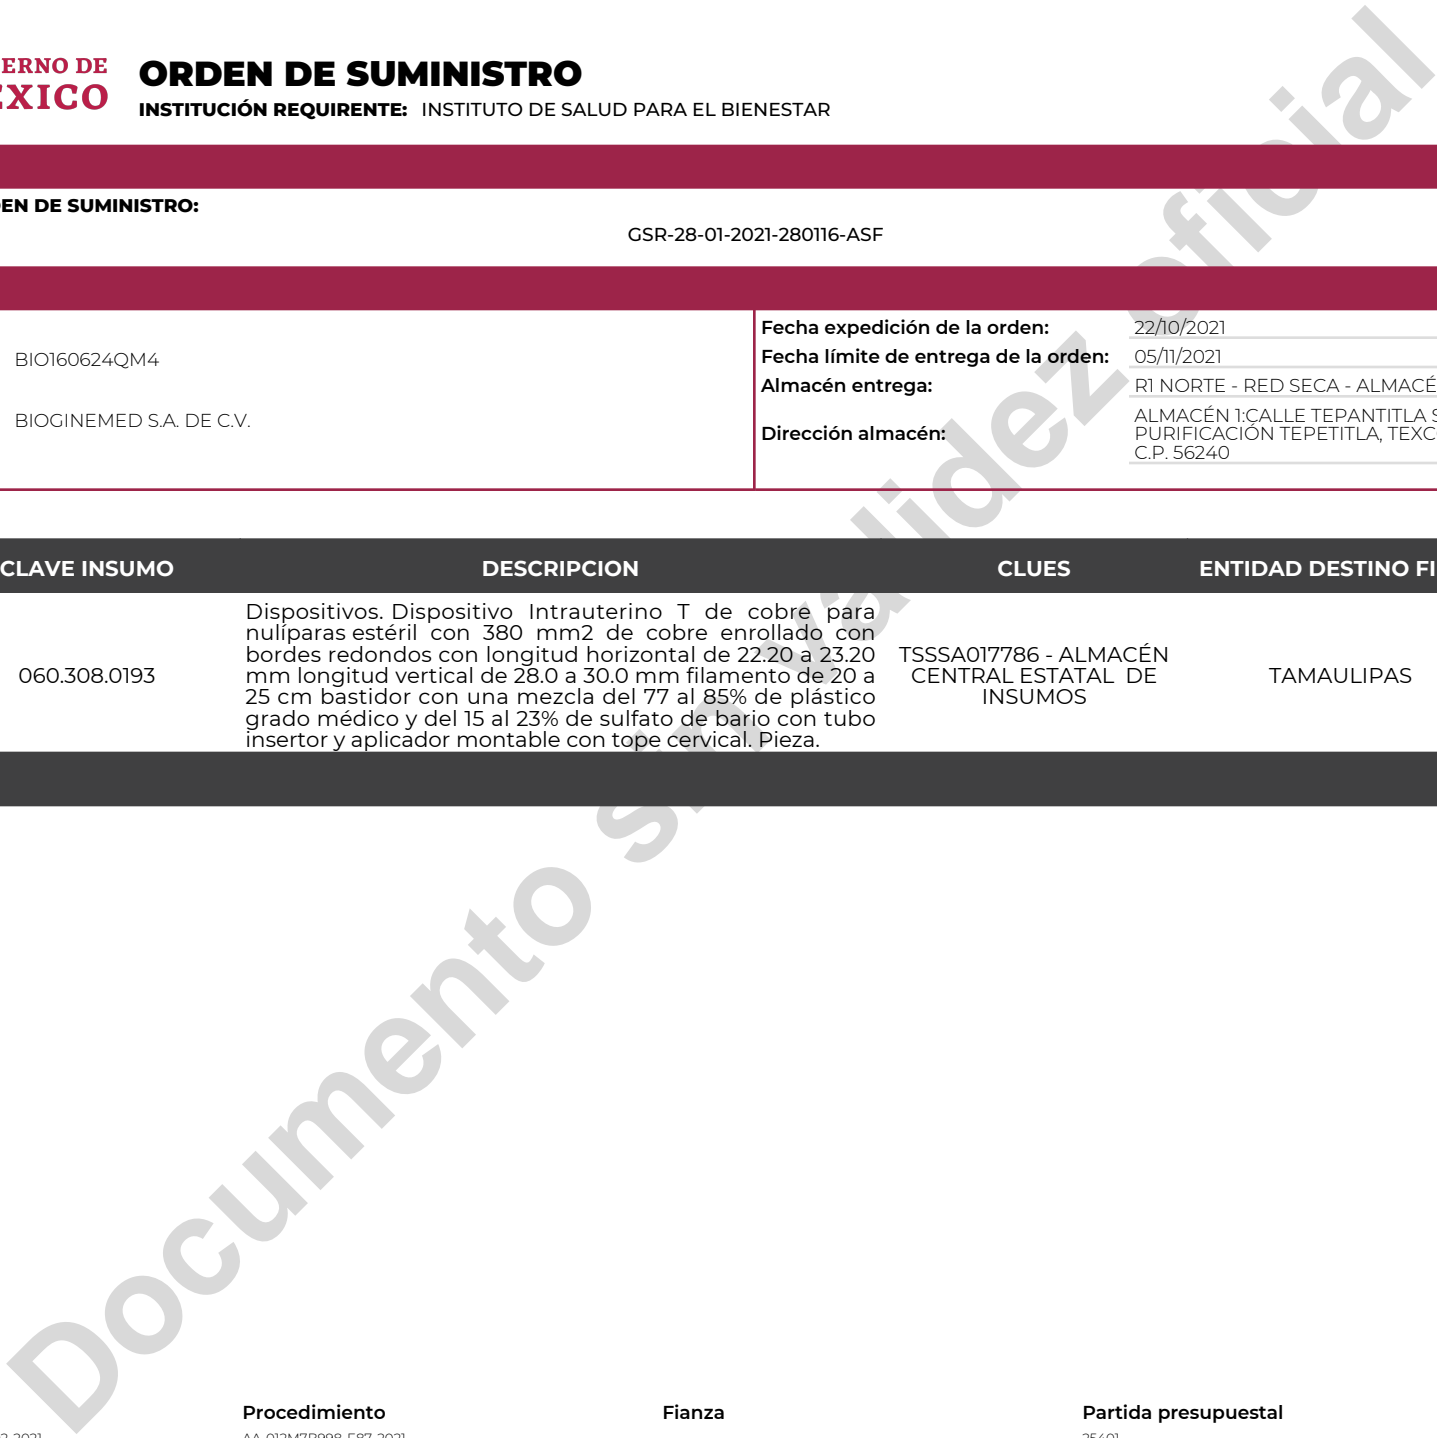 ERNO DE
ORDEN DE SUMINISTRO
EXICO
INSTITUCIÓN REQUIRENTE: INSTITUTO DE SALUD PARA EL BIENESTAR
EN DE SUMINISTRO:
GSR-28-01-2021-280116-ASF
BIO160624QM4
BIOGINEMED S.A. DE C.V.
Fecha expedición de la orden: 22/10/2021
Fecha límite de entrega de la orden: 05/11/2021
Almacén entrega: R1 NORTE - RED SECA - ALMACÉ
Dirección almacén:
ALMACÉN 1:CALLE TEPANTITLA S
PURIFICACIÓN TEPETITLA, TEXC
C.P. 56240
CLAVE INSUMO DESCRIPCION CLUES ENTIDAD DESTINO FI
060.308.0193
Dispositivos. Dispositivo Intrauterino T de cobre para
nulíparas estéril con 380 mm2 de cobre enrollado con
bordes redondos con longitud horizontal de 22.20 a 23.20
mm longitud vertical de 28.0 a 30.0 mm filamento de 20 a
25 cm bastidor con una mezcla del 77 al 85% de plástico
grado médico y del 15 al 23% de sulfato de bario con tubo
insertor y aplicador montable con tope cervical. Pieza.
TSSSA017786 - ALMACÉN
CENTRAL ESTATAL DE
INSUMOS
TAMAULIPAS
Documento sin validez oficial
Procedimiento Fianza Partida presupuestal